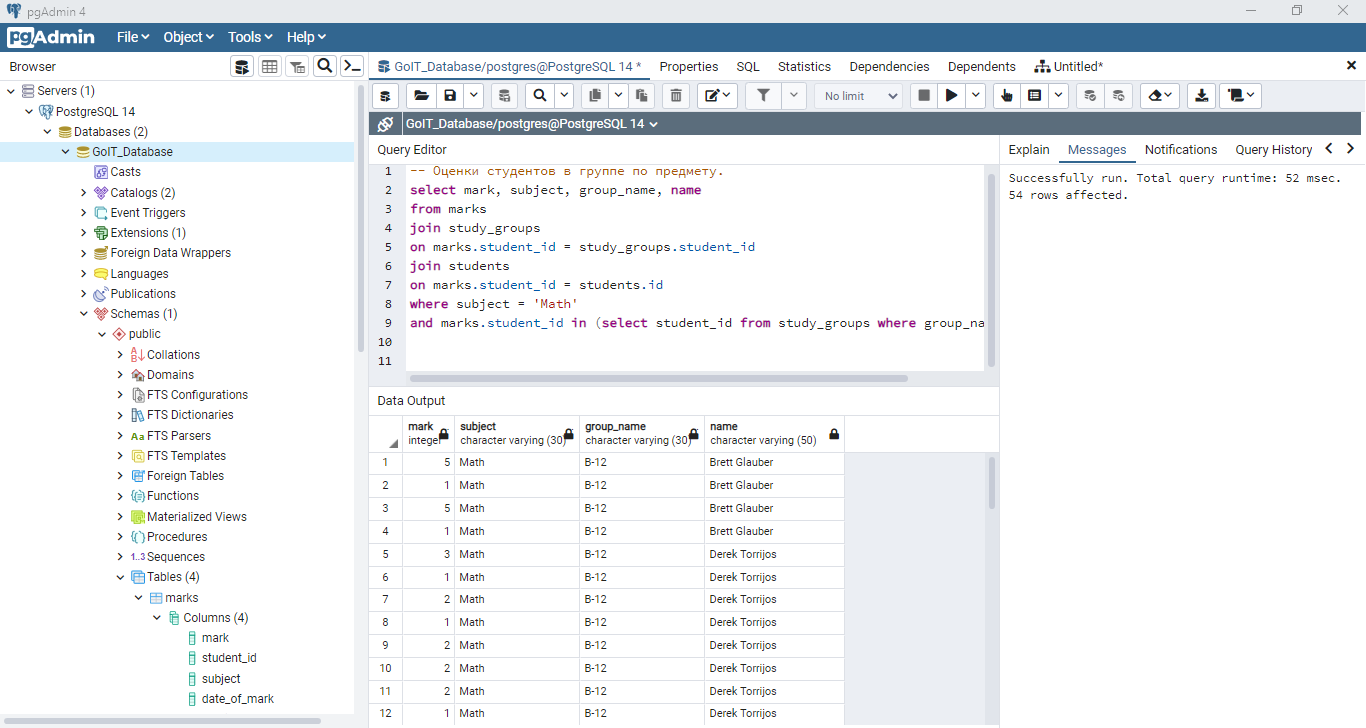 pgAdmin 4
pgAdmin File Object Tools Help
Browser
Servers (1)
PostgreSQL 14
Databases (2)
GoIT_Database
Casts
Catalogs (2)
Event Triggers
Extensions (1)
Foreign Data Wrappers
Languages
Publications
Schemas (1)
public
Collations
Domains
FTS Configurations
FTS Dictionaries
Aa FTS Parsers
FTS Templates
Foreign Tables
Functions
Materialized Views
Procedures
1..3 Sequences
Tables (4)
marks
Columns (4)
mark
student_id
subject
date_of_mark
GoIT_Database/postgres@PostgreSQL 14 * Properties SQL Statistics Dependencies Dependents Untitled*
No limit
GoIT_Database/postgres@PostgreSQL 14
Query Editor
1 -- Оценки студентов в группе по предмету.
2 select mark, subject, group_name, name
3 from marks
4 join study_groups
5 on marks.student_id = study_groups.student_id
6 join students
7 on marks.student_id = students.id
8 where subject = 'Math'
9 and marks.student_id in (select student_id from study_groups where group_na
10
11
Explain Messages Notifications Query History
Successfully run. Total query runtime: 52 msec.
54 rows affected.
Data Output
mark subject group_name name
integer character varying (30) character varying (30) character varying (50)
1 5 Math B-12 Brett Glauber
2 1 Math B-12 Brett Glauber
3 5 Math B-12 Brett Glauber
4 1 Math B-12 Brett Glauber
5 3 Math B-12 Derek Torrijos
6 1 Math B-12 Derek Torrijos
7 2 Math B-12 Derek Torrijos
8 1 Math B-12 Derek Torrijos
9 2 Math B-12 Derek Torrijos
10 2 Math B-12 Derek Torrijos
11 2 Math B-12 Derek Torrijos
12 1 Math B-12 Derek Torrijos